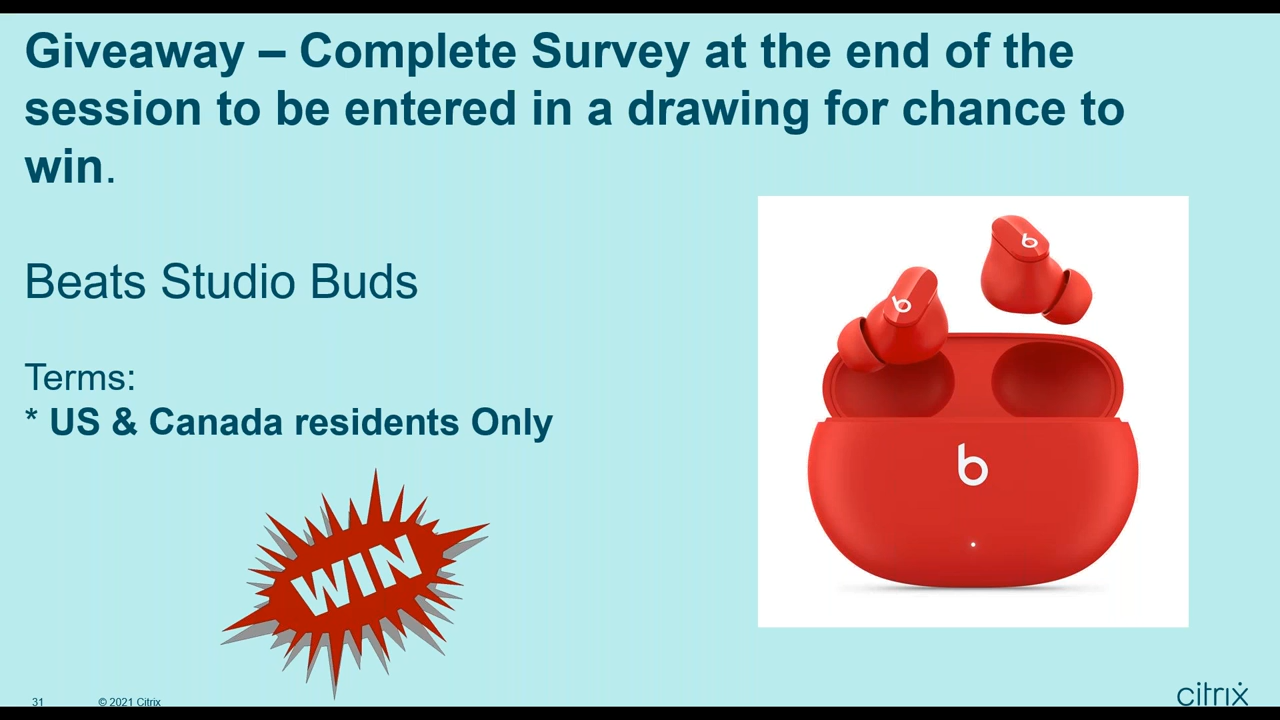 Giveaway – Complete Survey at the end of the
session to be entered in a drawing for chance to
win.
Beats Studio Buds
Terms:
* US & Canada residents Only
WIN
b
b
b
31 © 2021 Citrix
citrix